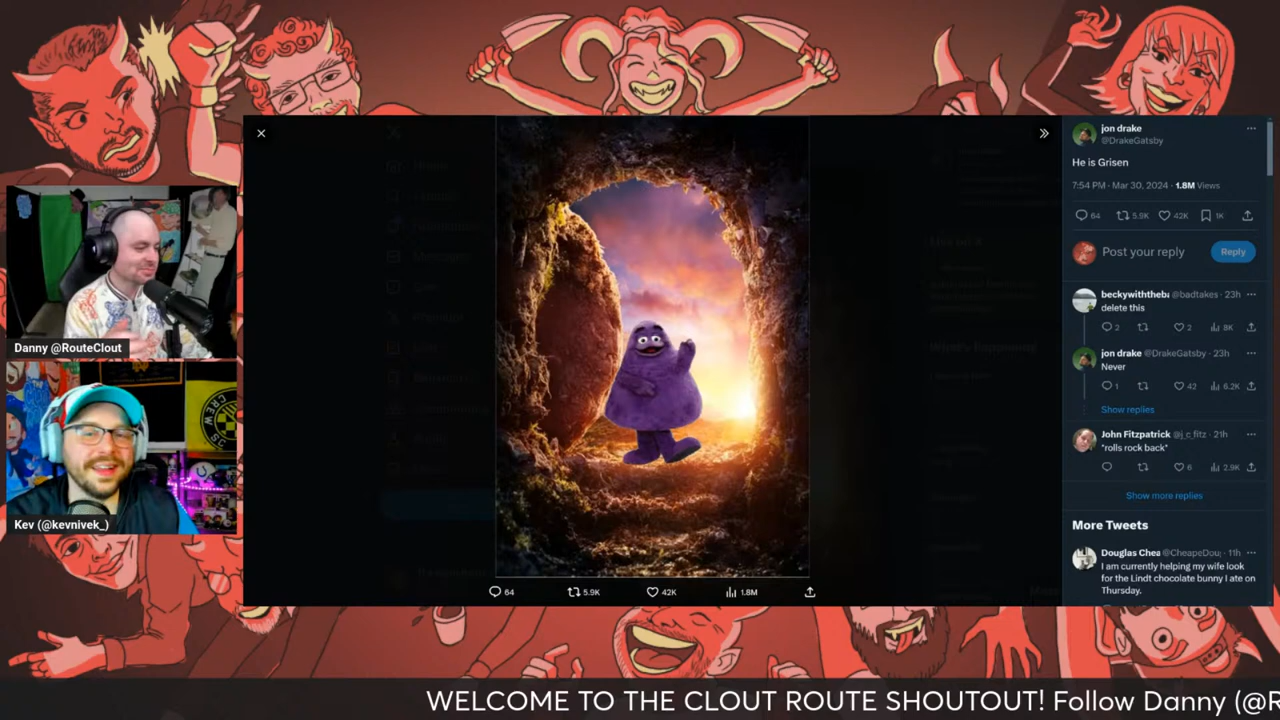 Danny @RouteClout
Kev (@kevnivek_)
CREW SC
64 5.9K 42K 1.8M
jon drake
@DrakeGatsby
He is Grisen
7:54 PM · Mar 30, 2024 · 1.8M Views
64 5.9K 42K 1K
Post your reply Reply
beckywiththeba @badtakes · 23h
delete this
2 2 8K
jon drake @DrakeGatsby · 23h
Never
1 42 6.2K
Show replies
John Fitzpatrick @j_c_fitz · 21h
*rolls rock back*
6 2.9K
Show more replies
More Tweets
Douglas Chea @CheapeDou · 11h
I am currently helping my wife look
for the Lindt chocolate bunny I ate on
Thursday.
WELCOME TO THE CLOUT ROUTE SHOUTOUT! Follow Danny (@R